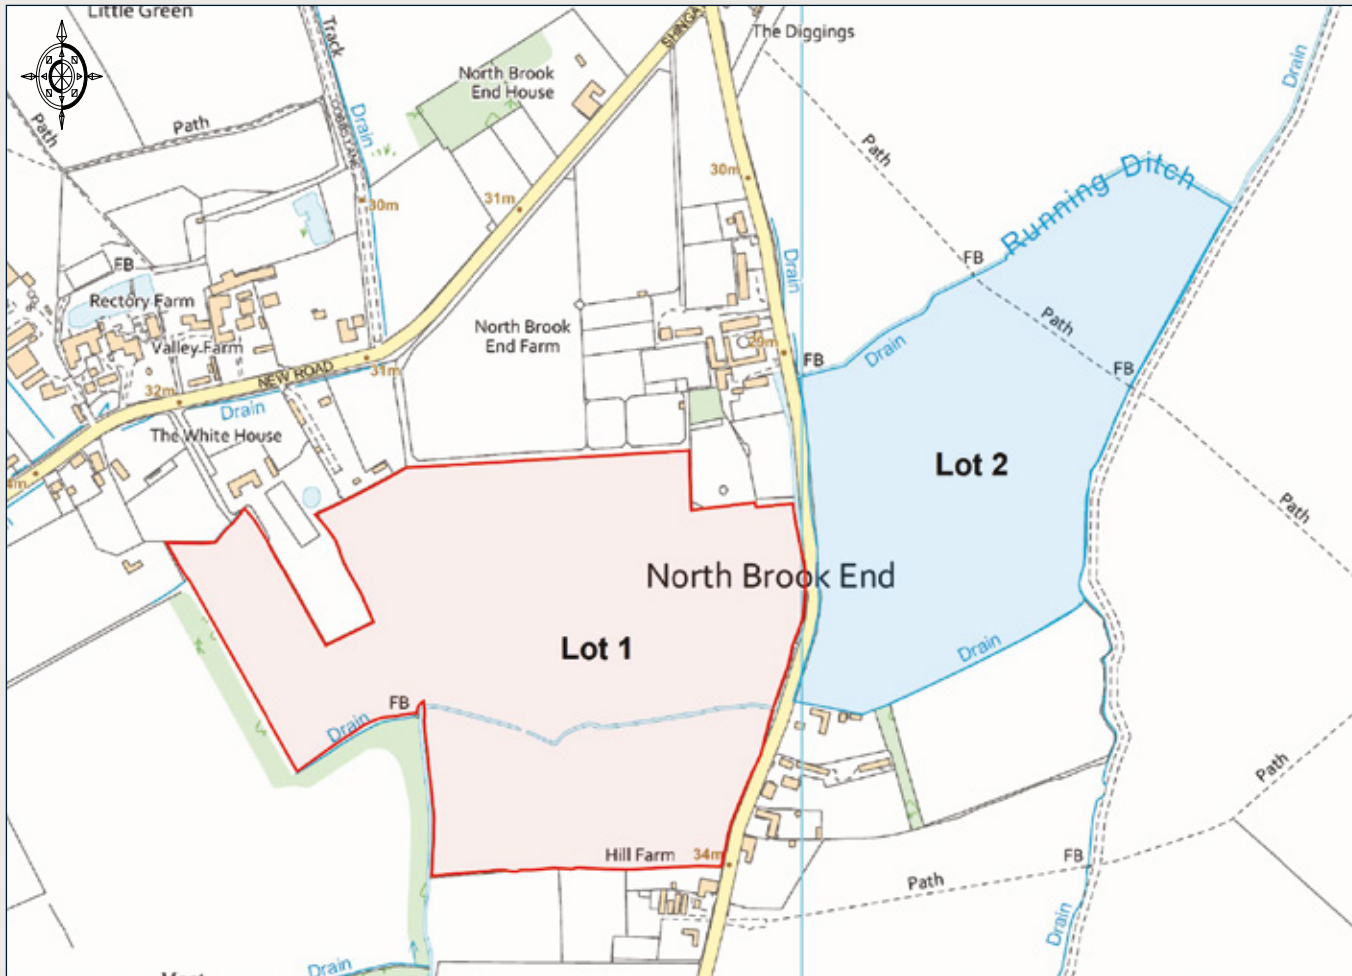 Little Green
Track
The Diggings
SHINGA
North Brook
End House
Drain
Drain
Path
Path
Path
Running Ditch
30m
31m
30m
FB
FB
Rectory Farm
Drain
Path
North Brook
End Farm
29m
Valley Farm
FB
Drain
FB
NEW ROAD
31m
32m
Drain
The White House
Lot 2
4m
Path
North Brook End
Lot 1
Drain
FB
Drain
Path
Hill Farm
34m
FB
Path
Drain
Drain